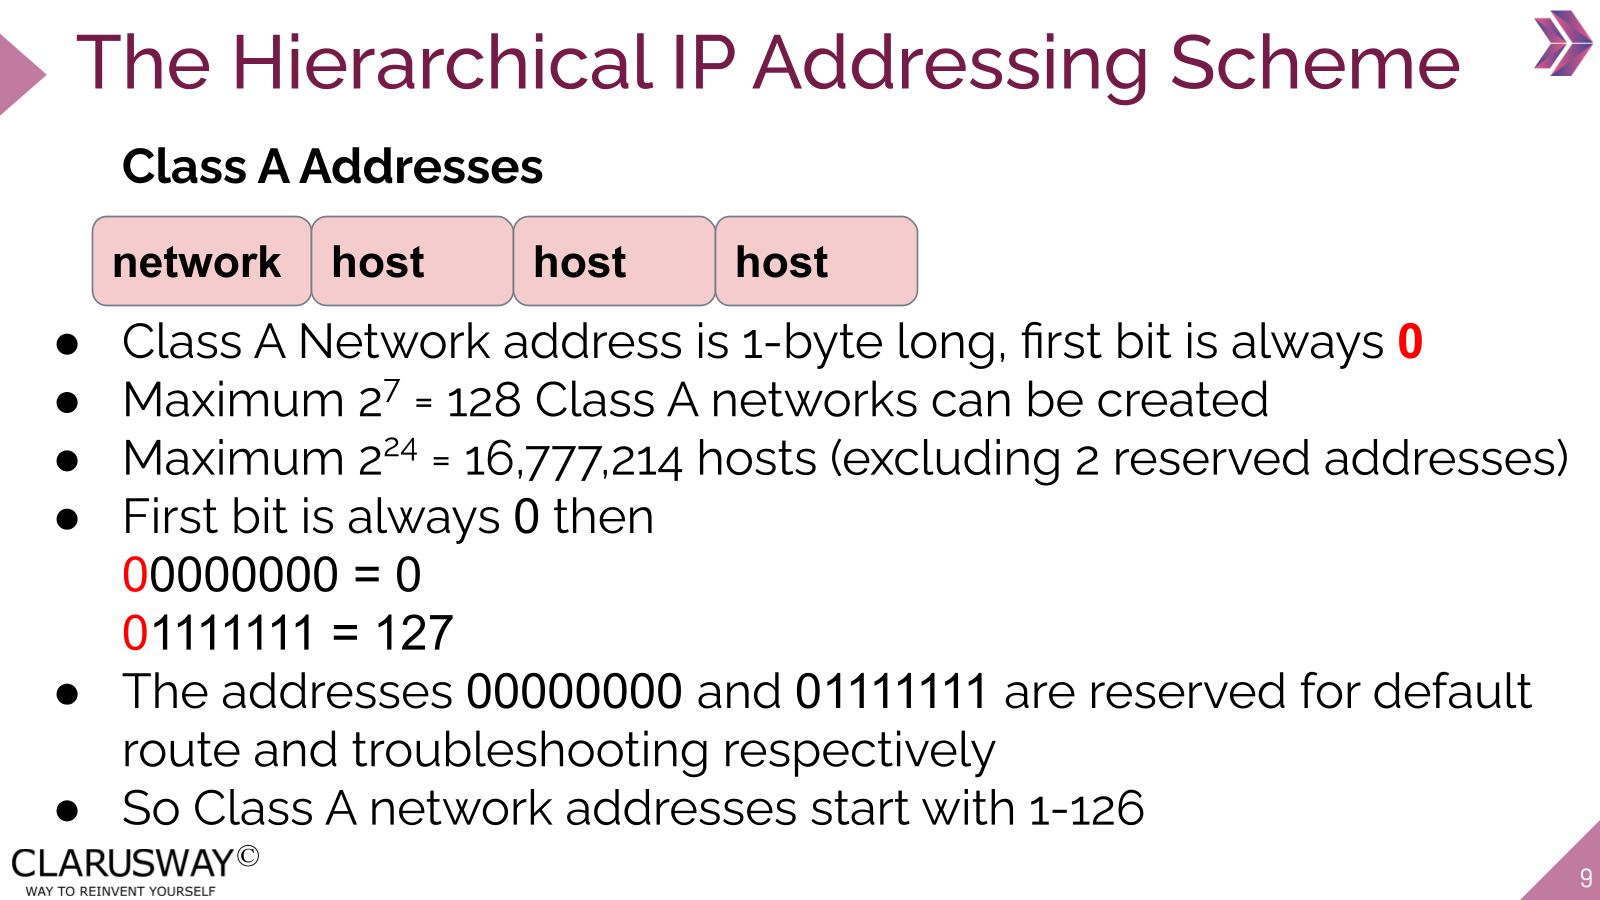 The Hierarchical IP Addressing Scheme
Class A Addresses
network host host host
● Class A Network address is 1-byte long, first bit is always 0
● Maximum 2⁷ = 128 Class A networks can be created
● Maximum 2²⁴ = 16,777,214 hosts (excluding 2 reserved addresses)
● First bit is always 0 then
00000000 = 0
01111111 = 127
● The addresses 00000000 and 01111111 are reserved for default
route and troubleshooting respectively
● So Class A network addresses start with 1-126
CLARUSWAY©
WAY TO REINVENT YOURSELF
9